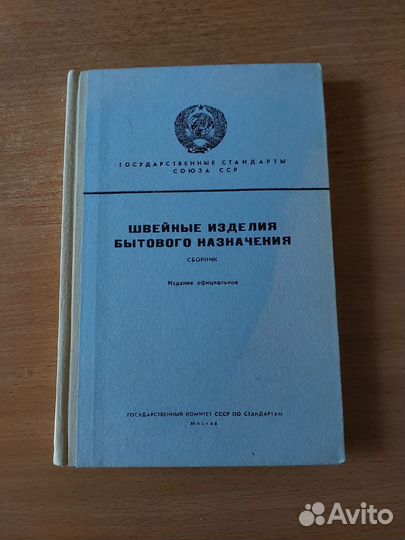 ГОСУДАРСТВЕННЫЕ СТАНДАРТЫ
СОЮЗА ССР
ШВЕЙНЫЕ ИЗДЕЛИЯ
БЫТОВОГО НАЗНАЧЕНИЯ
СБОРНИК
Издание официальное
ГОСУДАРСТВЕННЫЙ КОМИТЕТ СССР ПО СТАНДАРТАМ
Москва
Avito